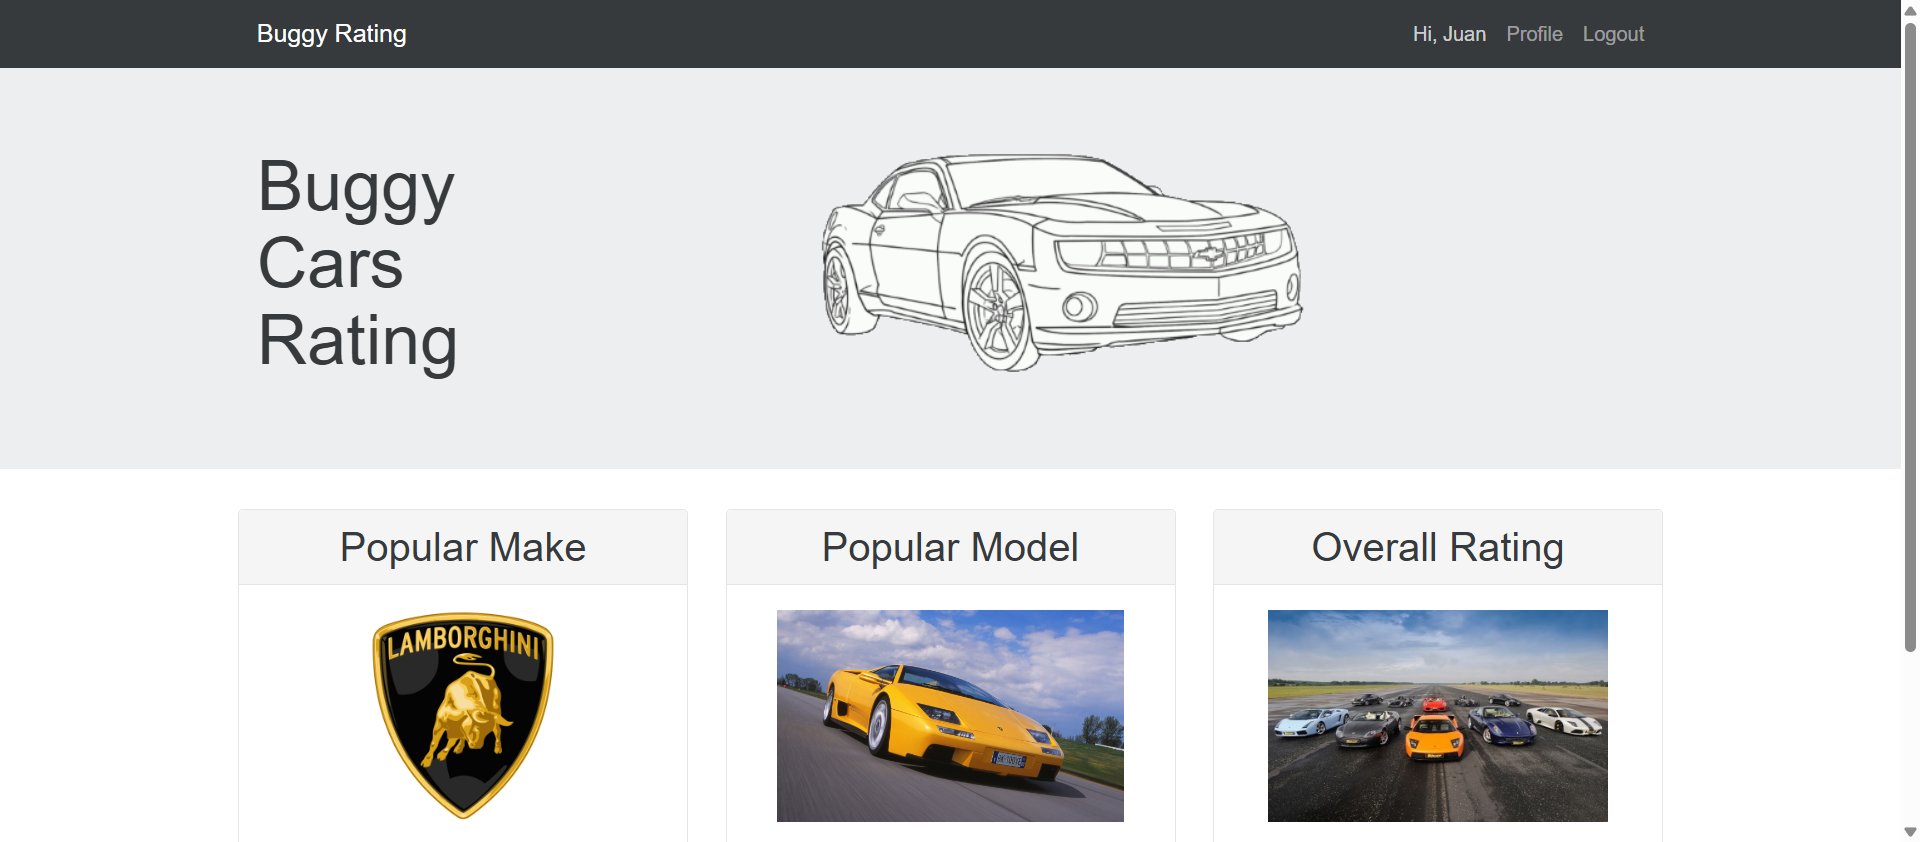 Buggy Rating
Hi, Juan Profile Logout
Buggy
Cars
Rating
Popular Make
Popular Model
Overall Rating
LAMBORGHINI